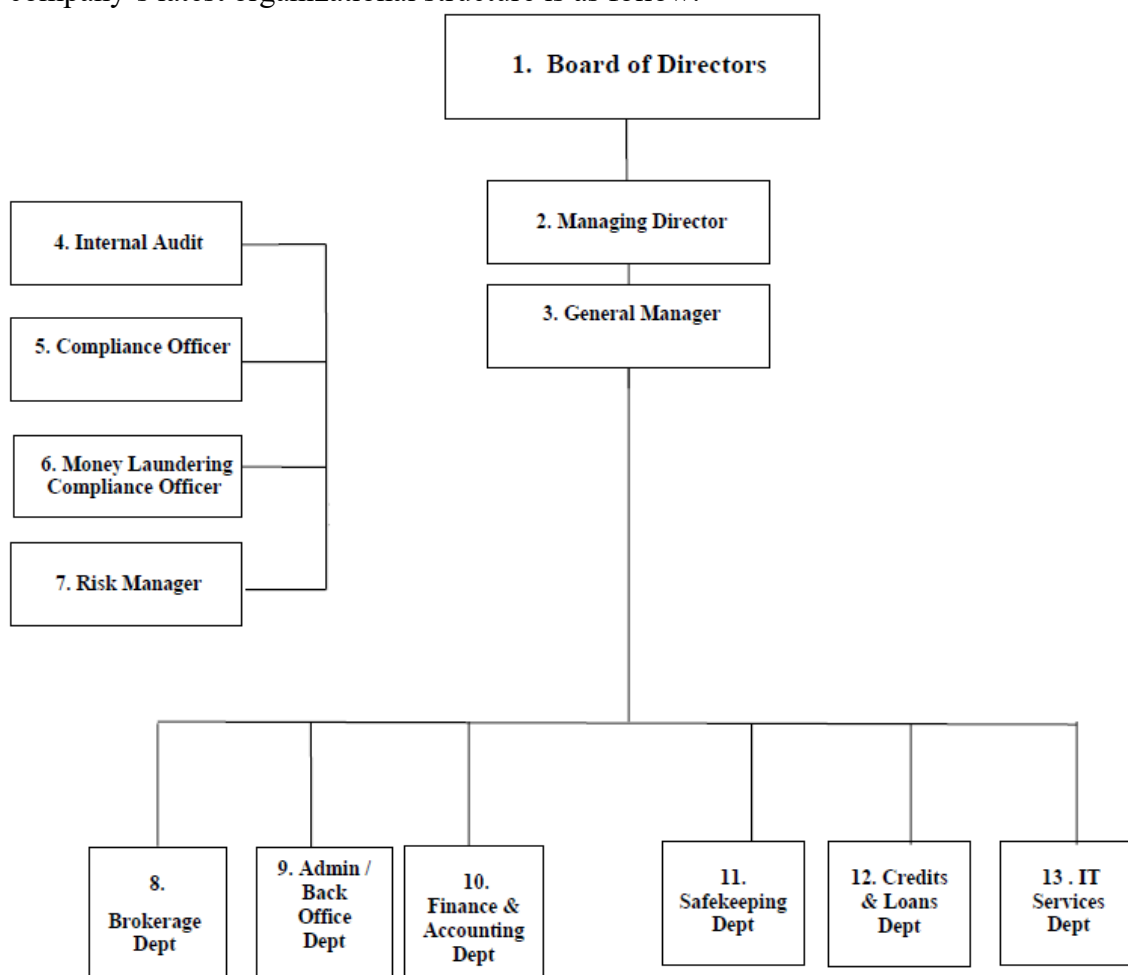 company's latest organizational structure is as follow:
1. Board of Directors
2. Managing Director
3. General Manager
4. Internal Audit
5. Compliance Officer
6. Money Laundering
Compliance Officer
7. Risk Manager
8.
Brokerage
Dept
9. Admin /
Back
Office
Dept
10.
Finance &
Accounting
Dept
11.
Safekeeping
Dept
12. Credits
& Loans
Dept
13 . IT
Services
Dept